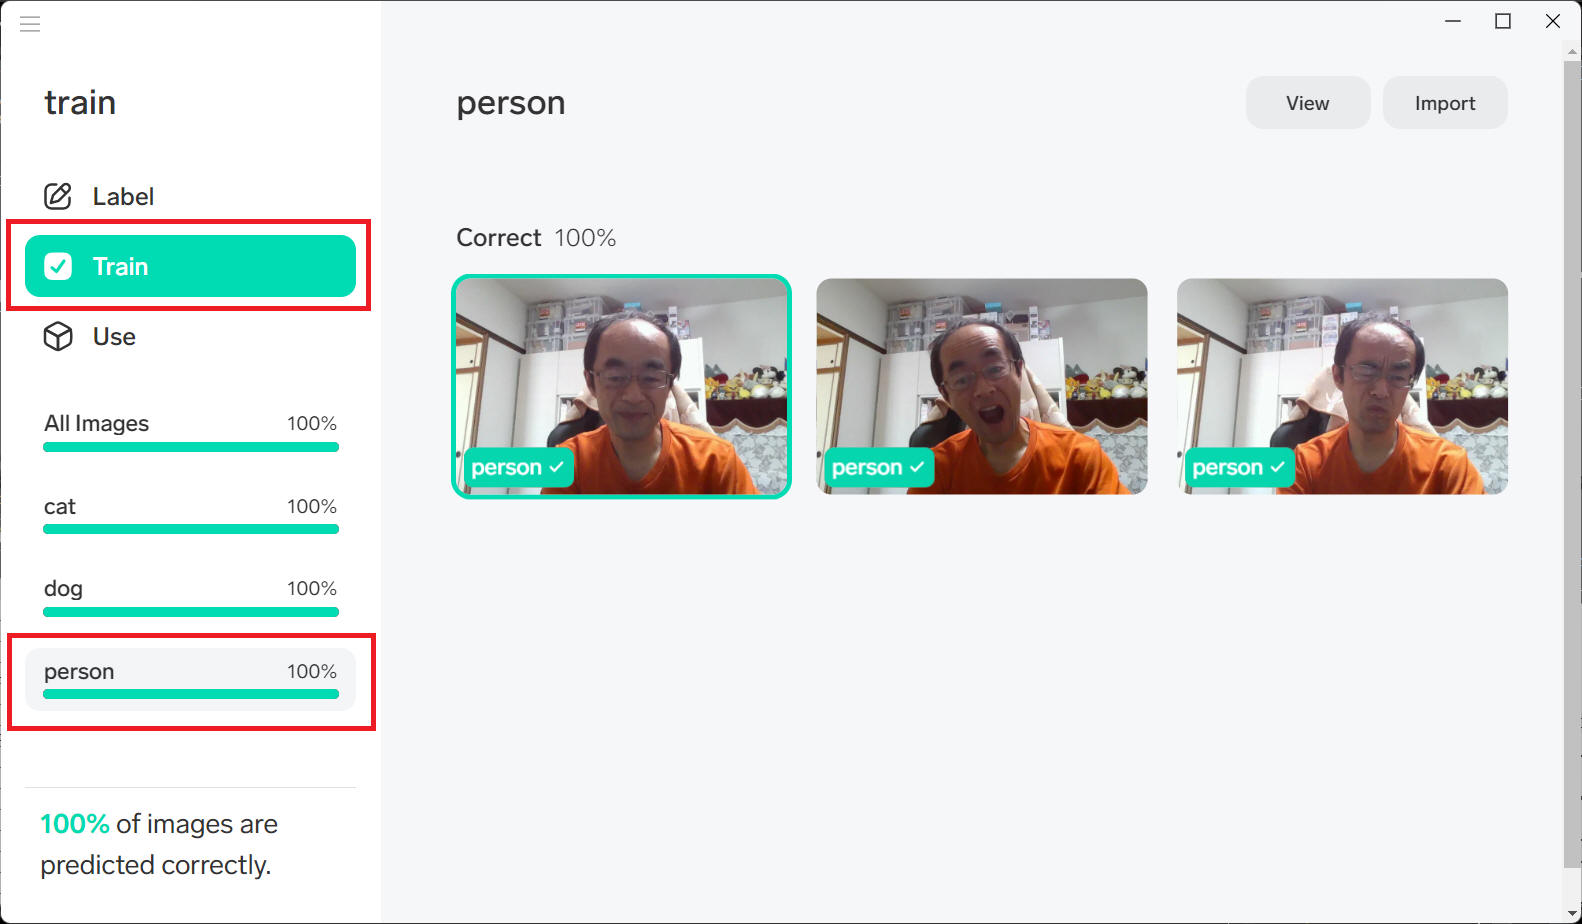 train
Label
Train
Use
All Images 100%
cat 100%
dog 100%
person 100%
100% of images are
predicted correctly.
person
View
Import
Correct 100%
person
person
person